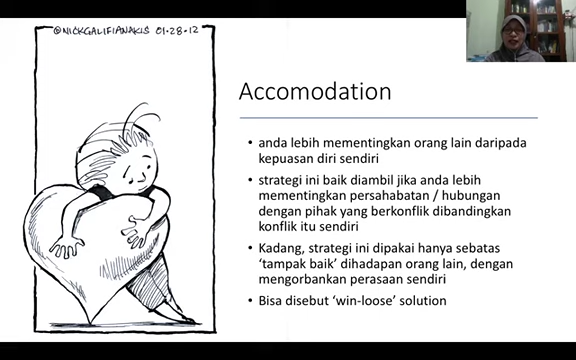 @NICKGALIFIANAKIS 01·28·12
Accomodation
• anda lebih mementingkan orang lain daripada
kepuasan diri sendiri
• strategi ini baik diambil jika anda lebih
mementingkan persahabatan / hubungan
dengan pihak yang berkonflik dibandingkan
konflik itu sendiri
• Kadang, strategi ini dipakai hanya sebatas
‘tampak baik’ dihadapan orang lain, dengan
mengorbankan perasaan sendiri
• Bisa disebut ‘win-loose’ solution